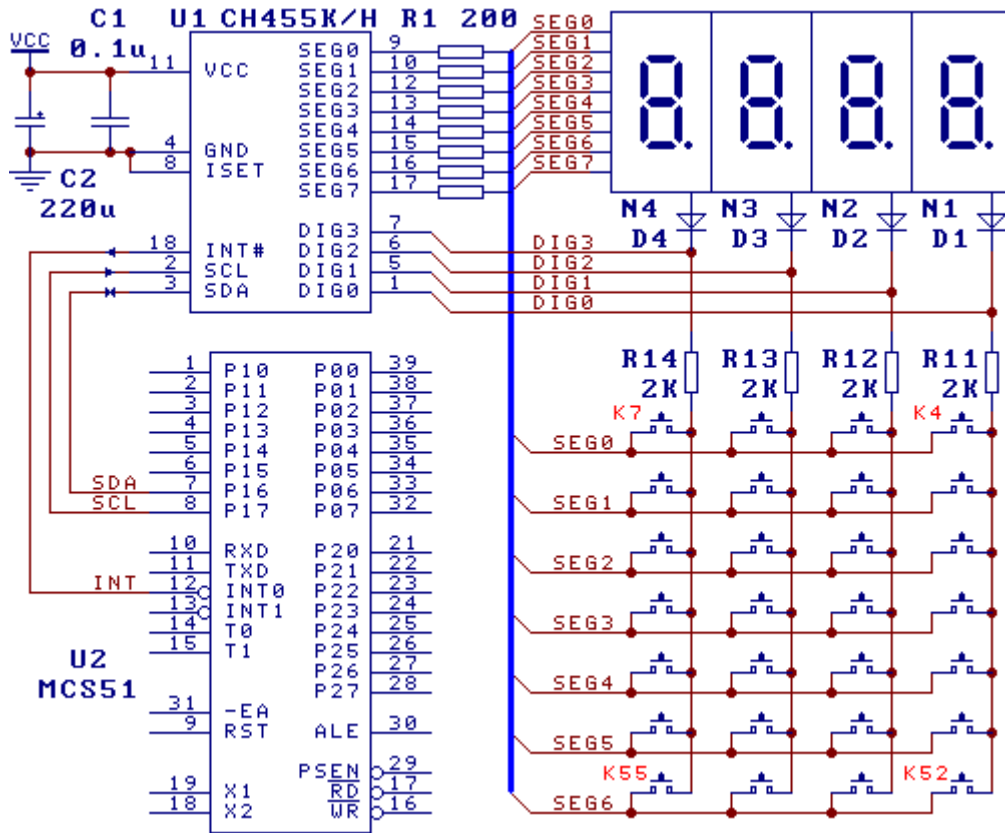 C1 U1 CH455K/H R1 200
VCC 0.1u
11 VCC
4 GND
8 ISET
C2
220u
18 INT#
2 SCL
3 SDA
SEG0 9
SEG1 10
SEG2 12
SEG3 13
SEG4 14
SEG5 15
SEG6 16
SEG7 17
DIG3 7
DIG2 6
DIG1 5
DIG0 1
SEG0
SEG1
SEG2
SEG3
SEG4
SEG5
SEG6
SEG7
N4 N3 N2 N1
D4 D3 D2 D1
DIG3
DIG2
DIG1
DIG0
R14 R13 R12 R11
2K 2K 2K 2K
K7 K4
SEG0
SEG1
SEG2
SEG3
SEG4
SEG5
K55 K52
SEG6
1 P10 P00 39
2 P11 P01 38
3 P12 P02 37
4 P13 P03 36
5 P14 P04 35
6 P15 P05 34
SDA 7 P16 P06 33
SCL 8 P17 P07 32
10 RXD P20 21
11 TXD P21 22
INT 12 INT0 P22 23
13 INT1 P23 24
14 T0 P24 25
15 T1 P25 26
P26 27
P27 28
U2
MCS51
31 -EA
9 RST ALE 30
PSEN 29
19 X1 RD 17
18 X2 WR 16